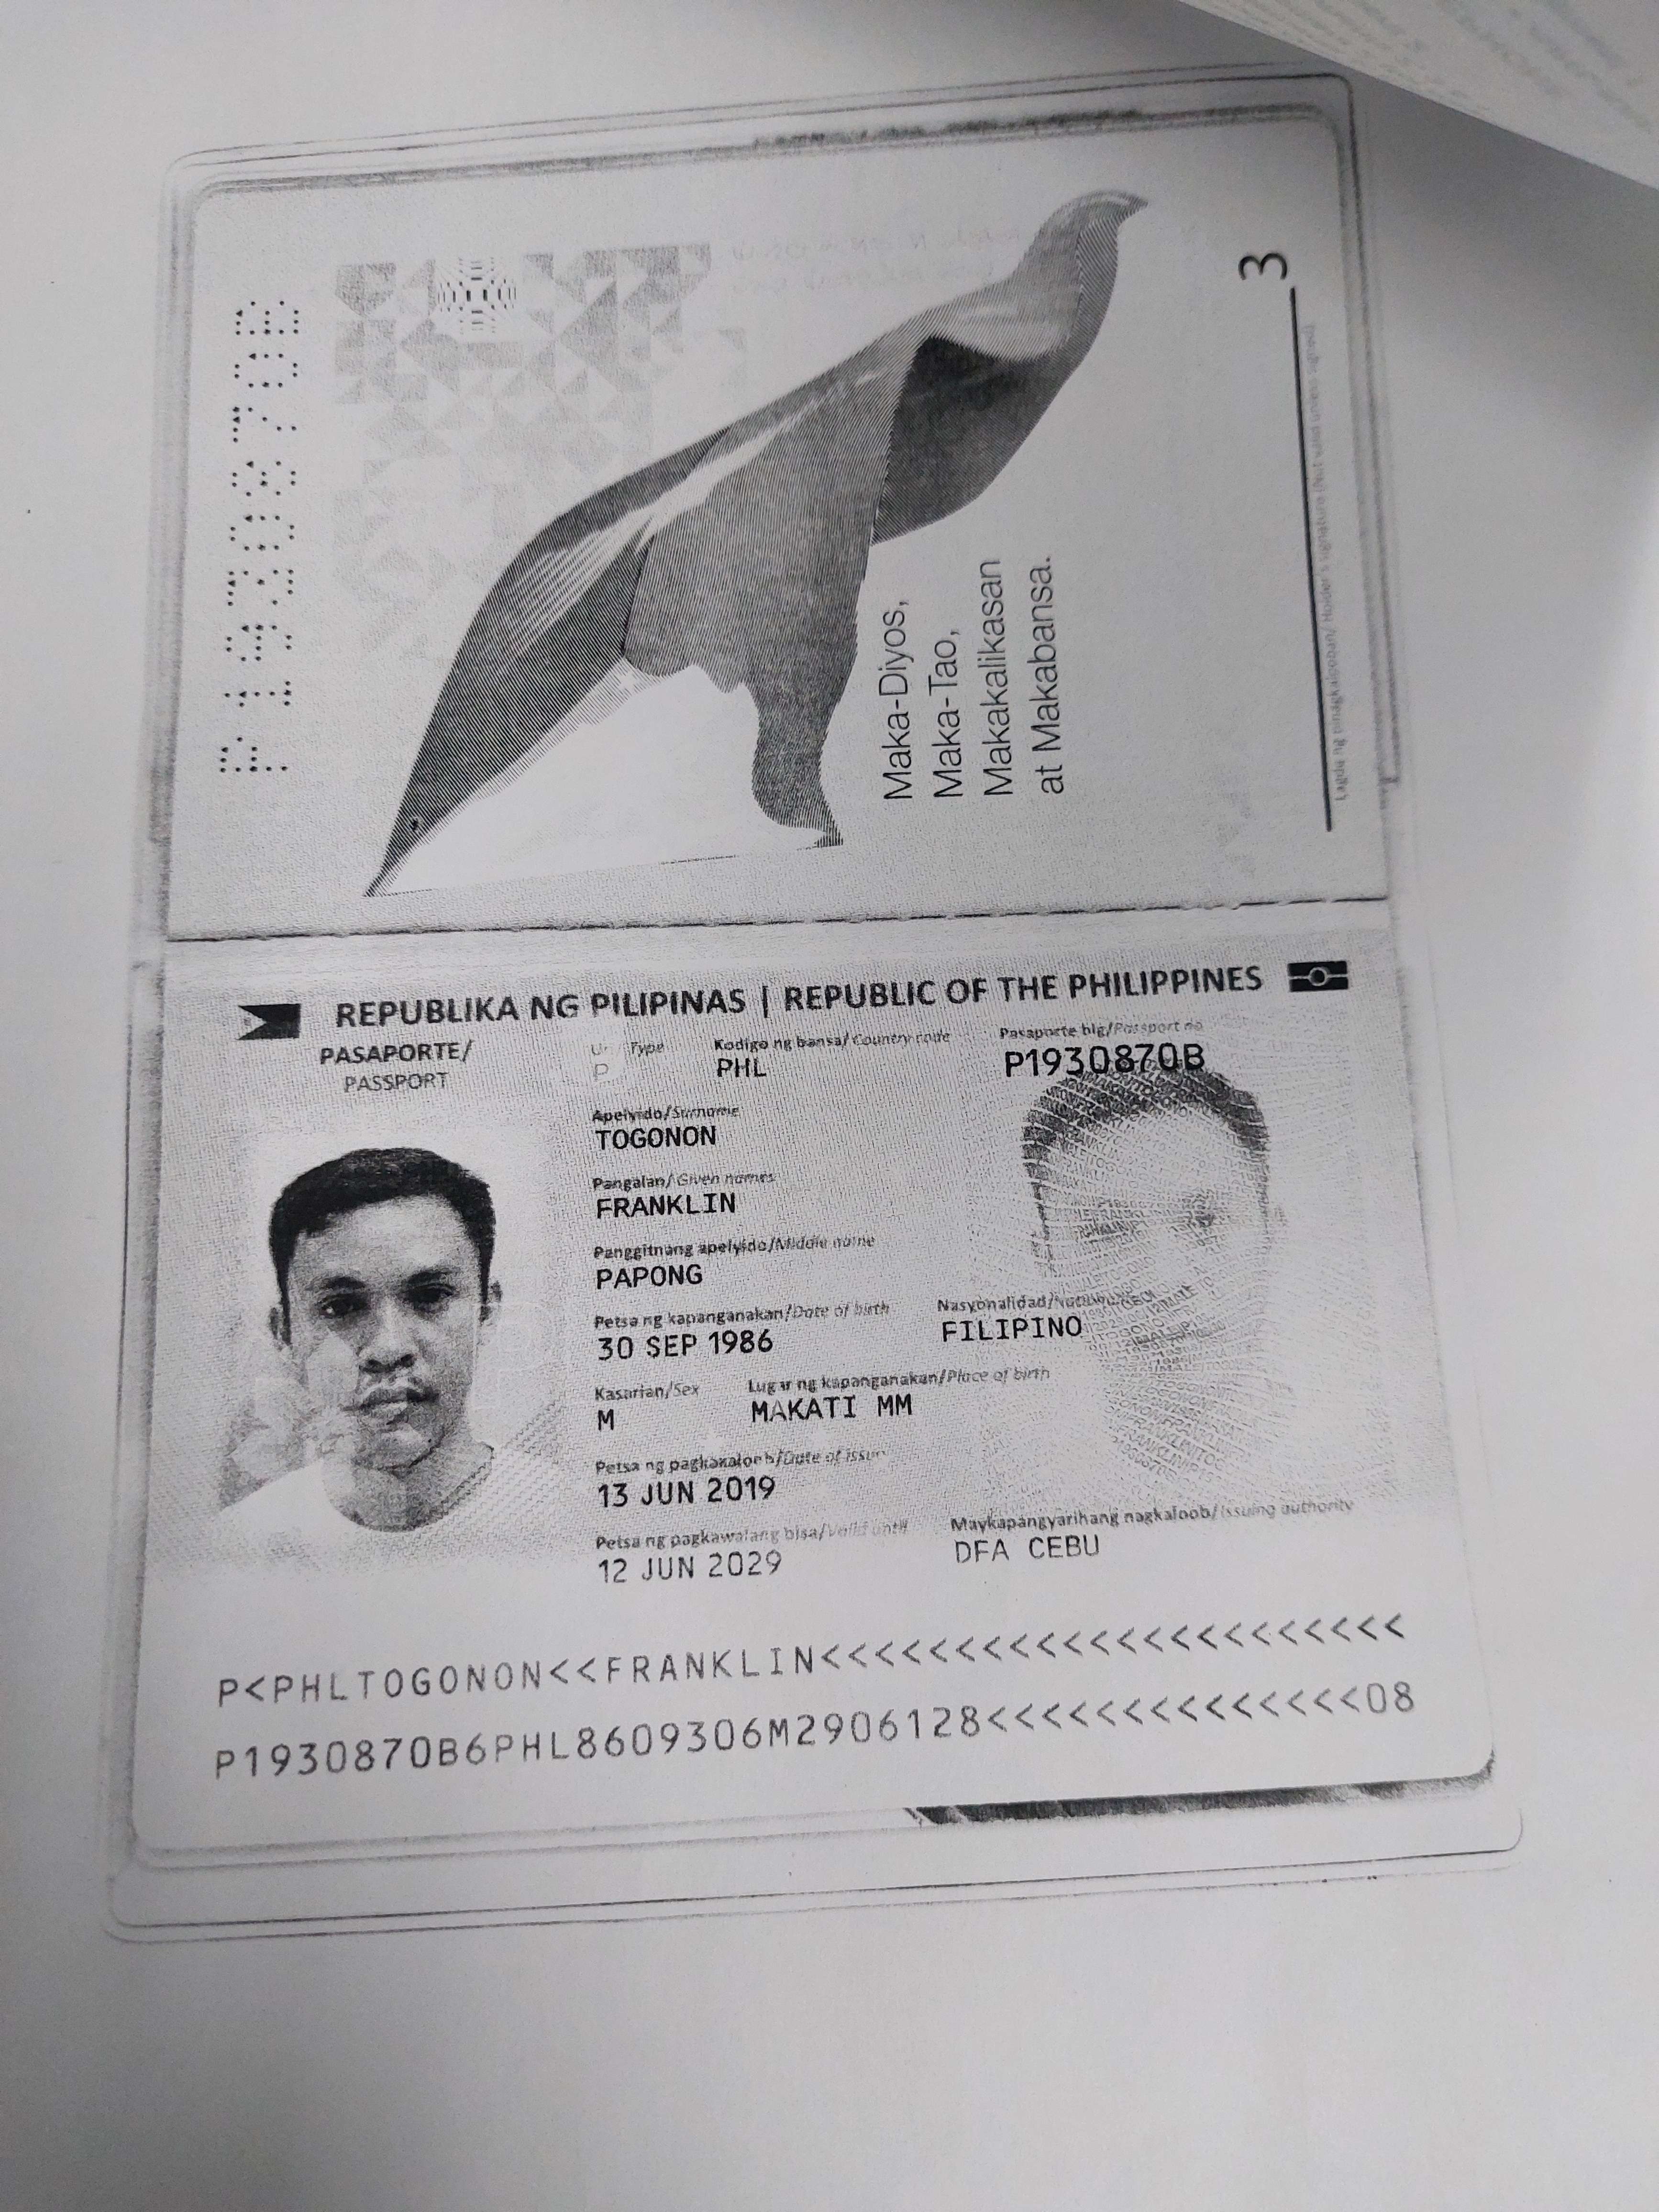 P1930870B
3
Maka-Diyos,
Maka-Tao,
Makakalikasan
at Makabansa.
Lagda ng pinagkalooban/ Holder's signature (Not valid unless signed)
REPUBLIKA NG PILIPINAS | REPUBLIC OF THE PHILIPPINES
PASAPORTE/
PASSPORT
Type
P
Kodigo ng bansa/Country code
PHL
Pasaporte blg/Passport no
P1930870B
Apelyido/Surname
TOGONON
Pangalan/Given names
FRANKLIN
Panggitnang apelyido/Middle name
PAPONG
Petsa ng kapanganakan/Date of birth
30 SEP 1986
Nasyonalidad/
FILIPINO
Kasarian/Sex
M
Lugar ng kapanganakan/Place of birth
MAKATI MM
Petsa ng pagkakaloob/Date of issue
13 JUN 2019
Petsa ng pagkawalang bisa/Valid until
12 JUN 2029
Maykapangyarihang nagkaloob/Issuing authority
DFA CEBU
P<PHLTOGONON<<FRANKLIN<<<<<<<<<<<<<<<<<<<<<<
P1930870B6PHL8609306M2906128<<<<<<<<<<<<<<08